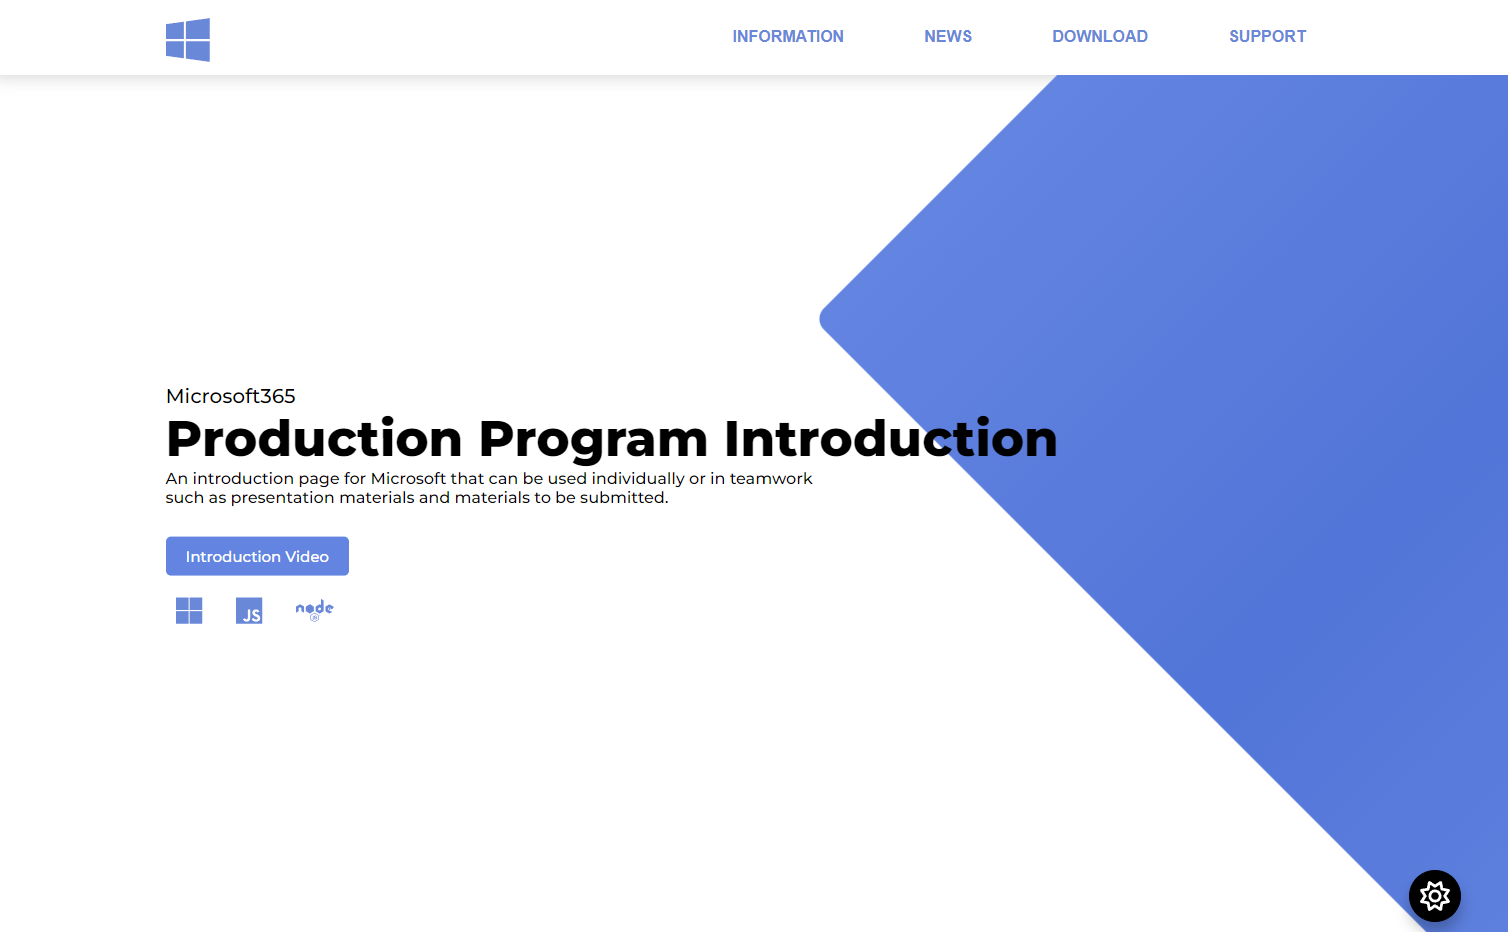 INFORMATION NEWS DOWNLOAD SUPPORT
Microsoft365
Production Program Introduction
An introduction page for Microsoft that can be used individually or in teamwork
such as presentation materials and materials to be submitted.
Introduction Video
JS node
JS